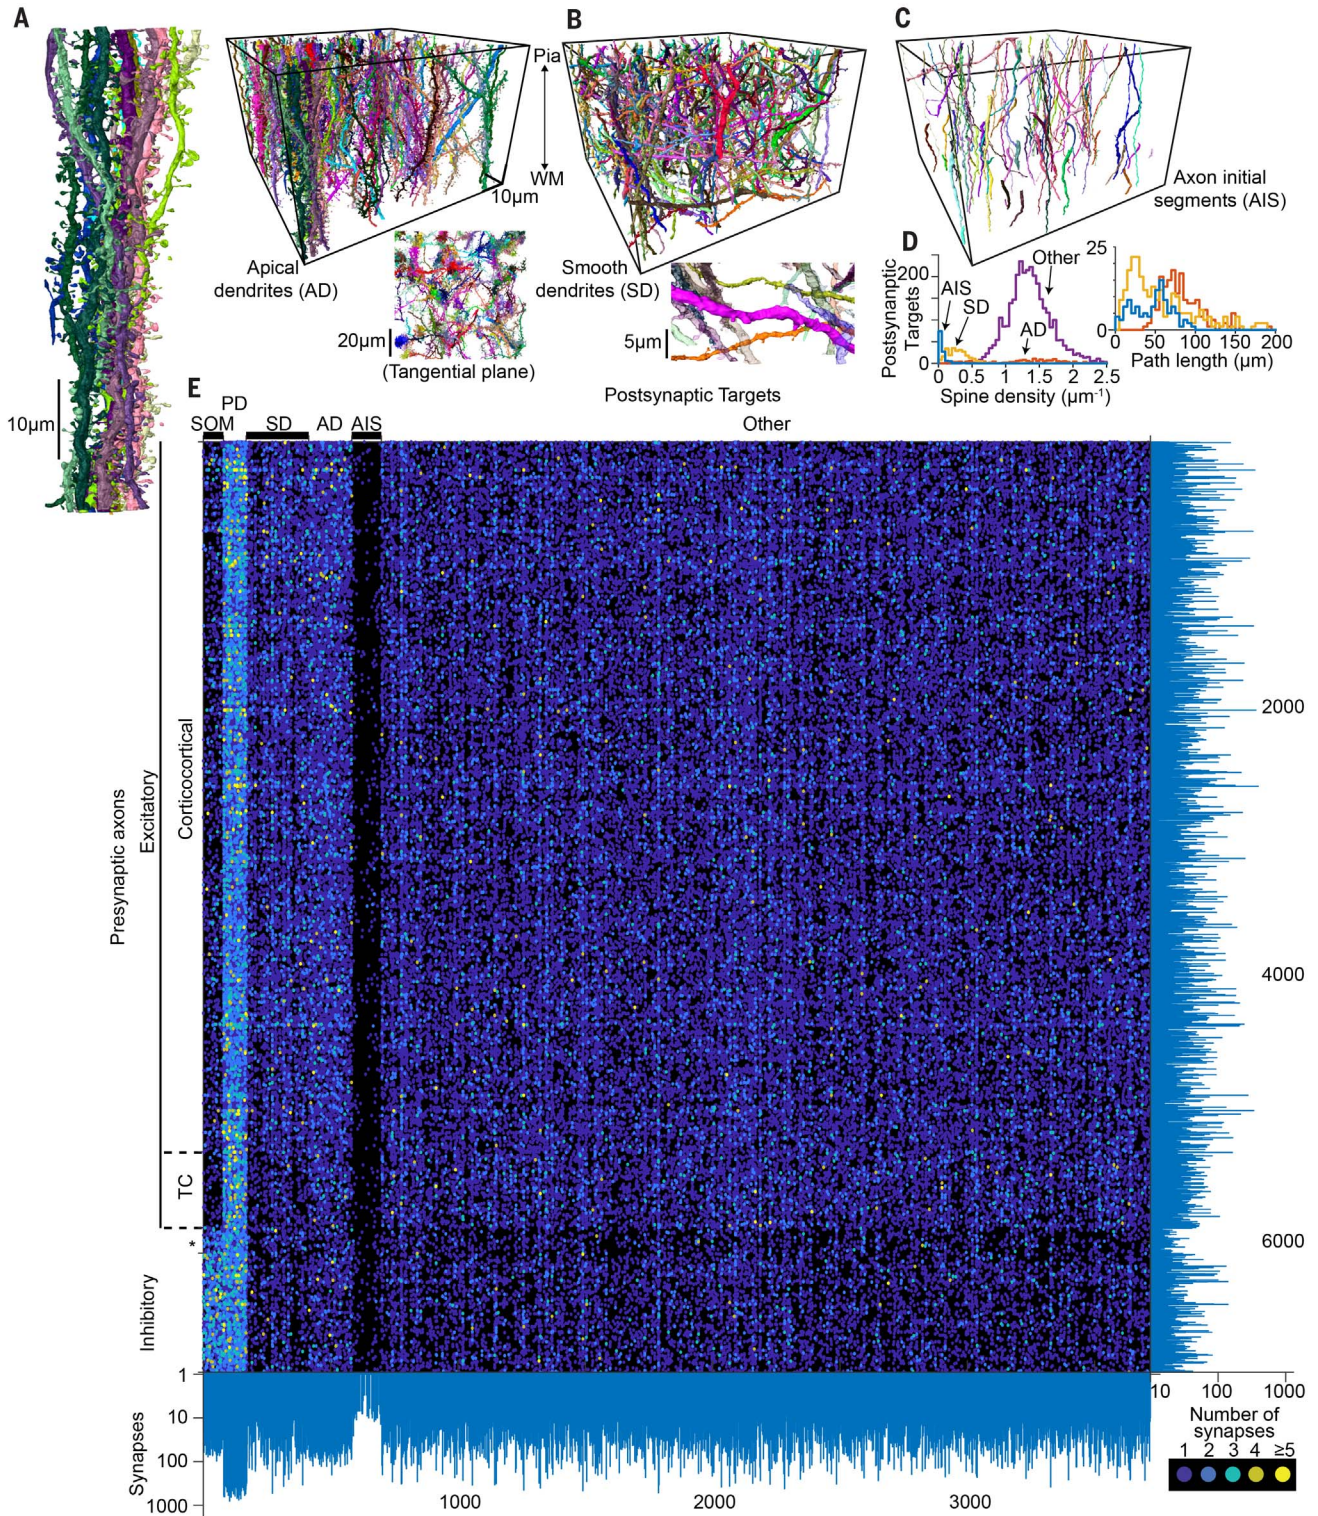 A
B
C
Pia
WM
10µm
Apical
dendrites (AD)
20µm
(Tangential plane)
Smooth
dendrites (SD)
5µm
Axon initial
segments (AIS)
D
Postsynanptic
Targets
200
0
AIS
SD
Other
AD
0 0.5 1 1.5 2 2.5
Spine density (µm⁻¹)
25
0
0 50 100 150 200
Path length (µm)
10µm
E
Postsynaptic Targets
SOM PD SD AD AIS Other
Presynaptic axons
Excitatory
Corticocortical
TC
*
Inhibitory
2000
4000
6000
1
10
100
1000
Synapses
1000 2000 3000
10 100 1000
Number of
synapses
1 2 3 4 ≥5